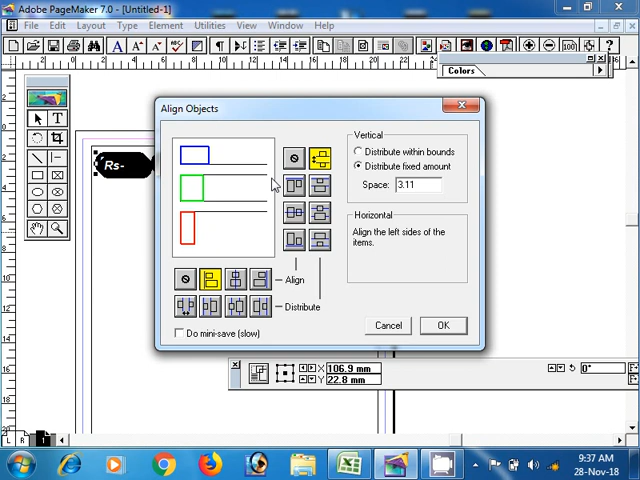 Adobe PageMaker 7.0 - [Untitled-1]
File Edit Layout Type Element Utilities View Window Help
Colors
Align Objects
Vertical
Distribute within bounds
Distribute fixed amount
Space: 3.11
Horizontal
Align the left sides of the items.
Align
Distribute
Do mini-save (slow)
Cancel OK
Rs-
X 106.9 mm
Y 22.8 mm
0°
L R 1
9:37 AM
28-Nov-18